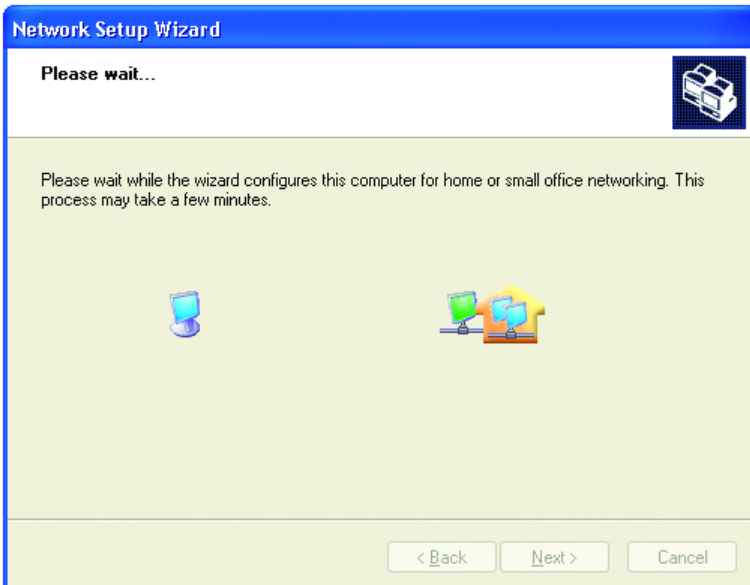 Network Setup Wizard
Please wait...
Please wait while the wizard configures this computer for home or small office networking. This
process may take a few minutes.
< Back
Next >
Cancel